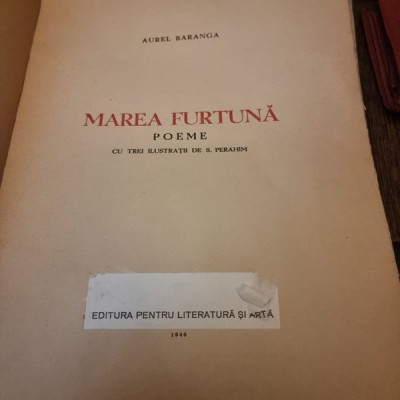 AUREL BARANGA
MAREA FURTUNĂ
POEME
CU TREI ILUSTRAȚII DE S. PERAHIM
EDITURA PENTRU LITERATURĂ ȘI ARTĂ